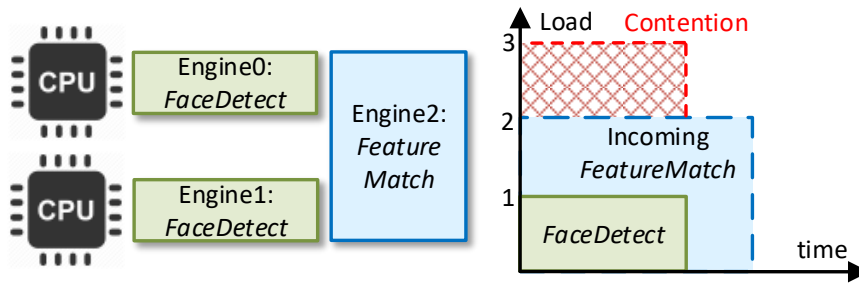 CPU
Engine0:
FaceDetect
CPU
Engine1:
FaceDetect
Engine2:
Feature
Match
Load
Contention
3
2
Incoming
FeatureMatch
1
FaceDetect
time